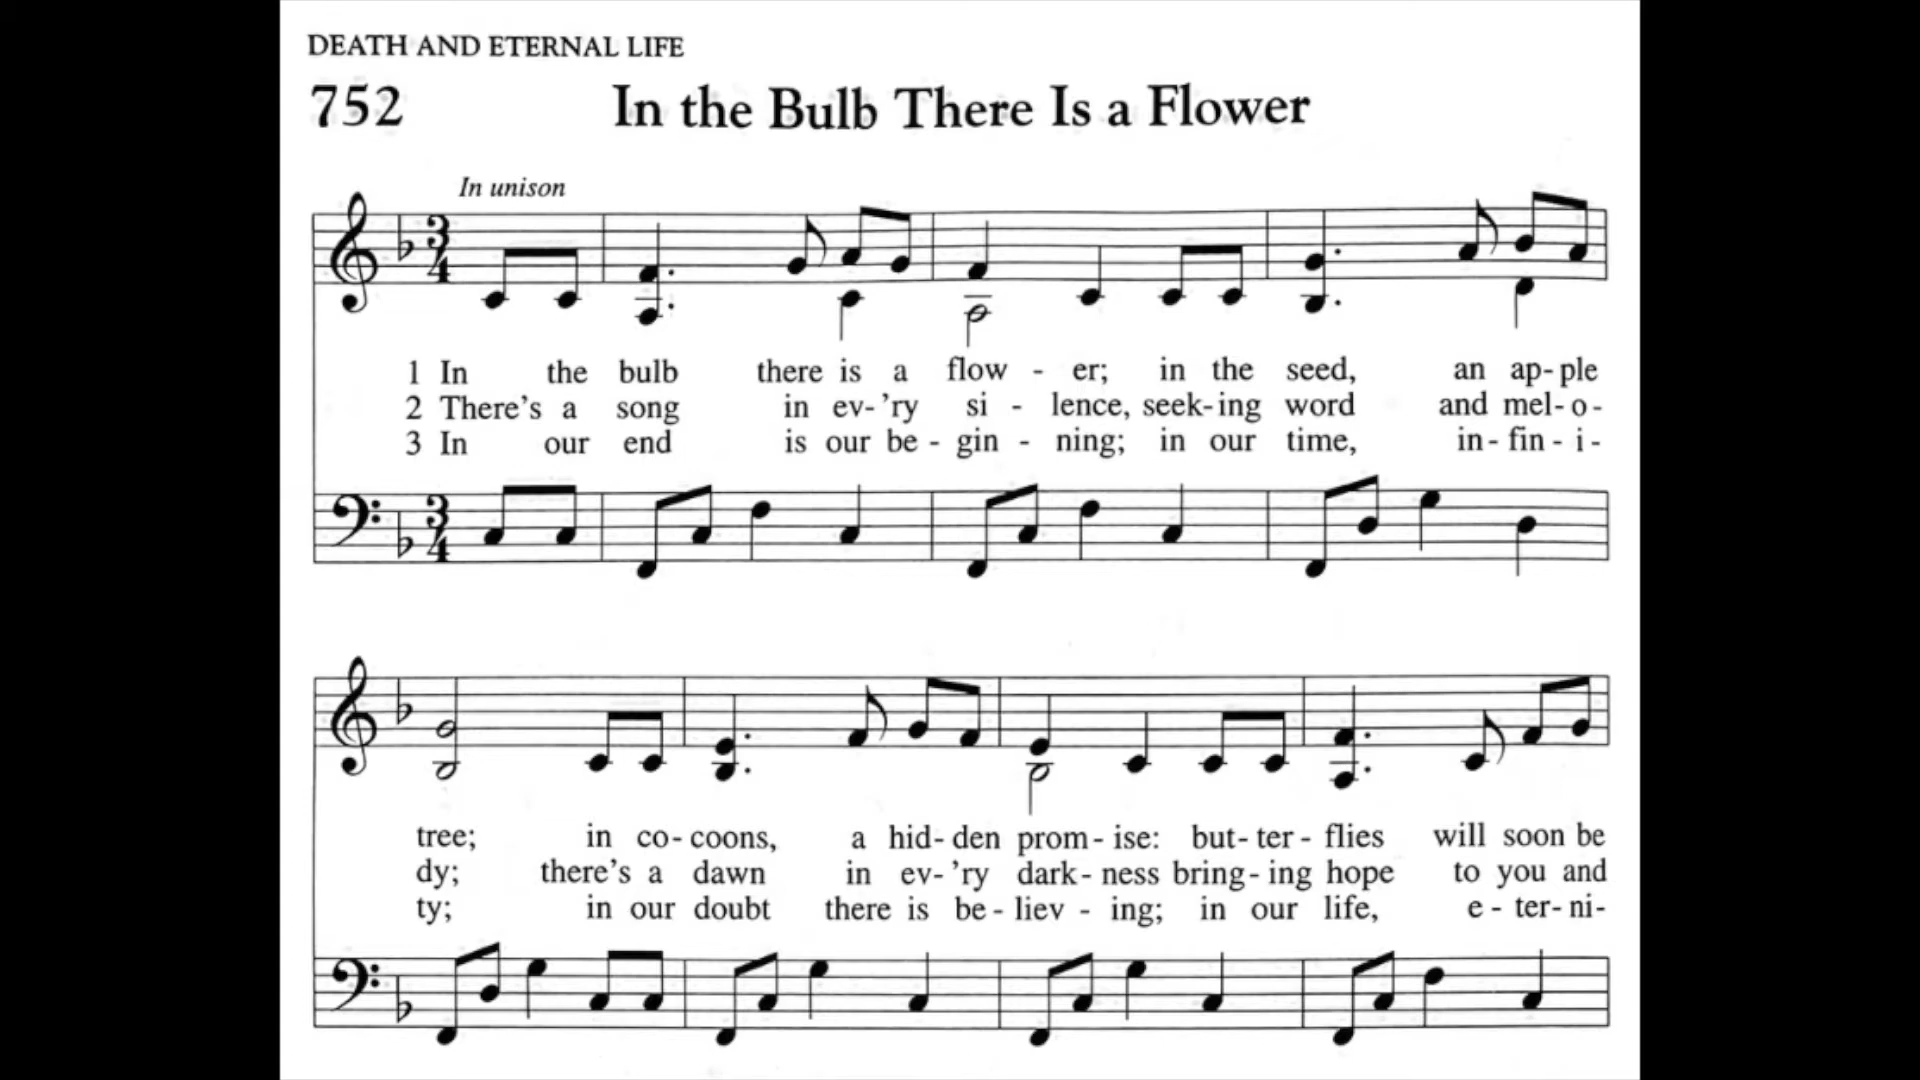 DEATH AND ETERNAL LIFE
752 In the Bulb There Is a Flower
In unison
3
4
1 In the bulb there is a flow - er; in the seed, an ap- ple
2 There's a song in ev- 'ry si - lence, seek- ing word and mel- o-
3 In our end is our be - gin - ning; in our time, in- fin - i-
3
4
tree; in co- coons, a hid- den prom- ise: but- ter- flies will soon be
dy; there's a dawn in ev- 'ry dark- ness bring- ing hope to you and
ty; in our doubt there is be- liev - ing; in our life, e - ter- ni-